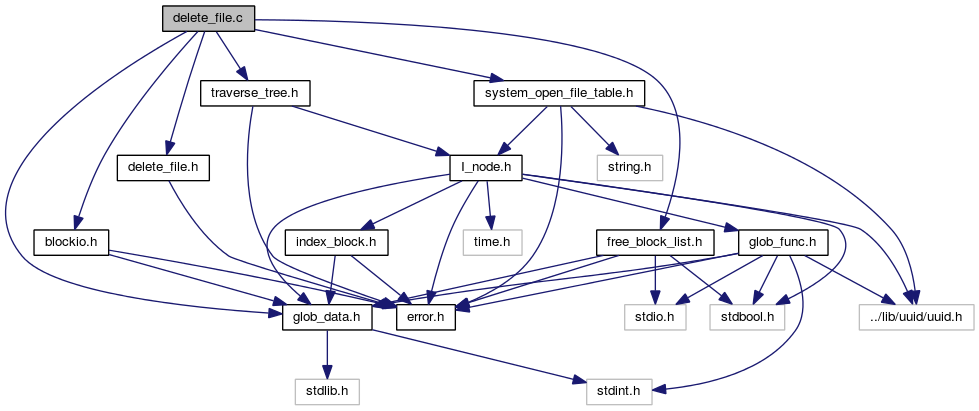 delete_file.c
traverse_tree.h
system_open_file_table.h
delete_file.h
I_node.h
string.h
blockio.h
index_block.h
time.h
free_block_list.h
glob_func.h
glob_data.h
error.h
stdio.h
stdbool.h
../lib/uuid/uuid.h
stdlib.h
stdint.h